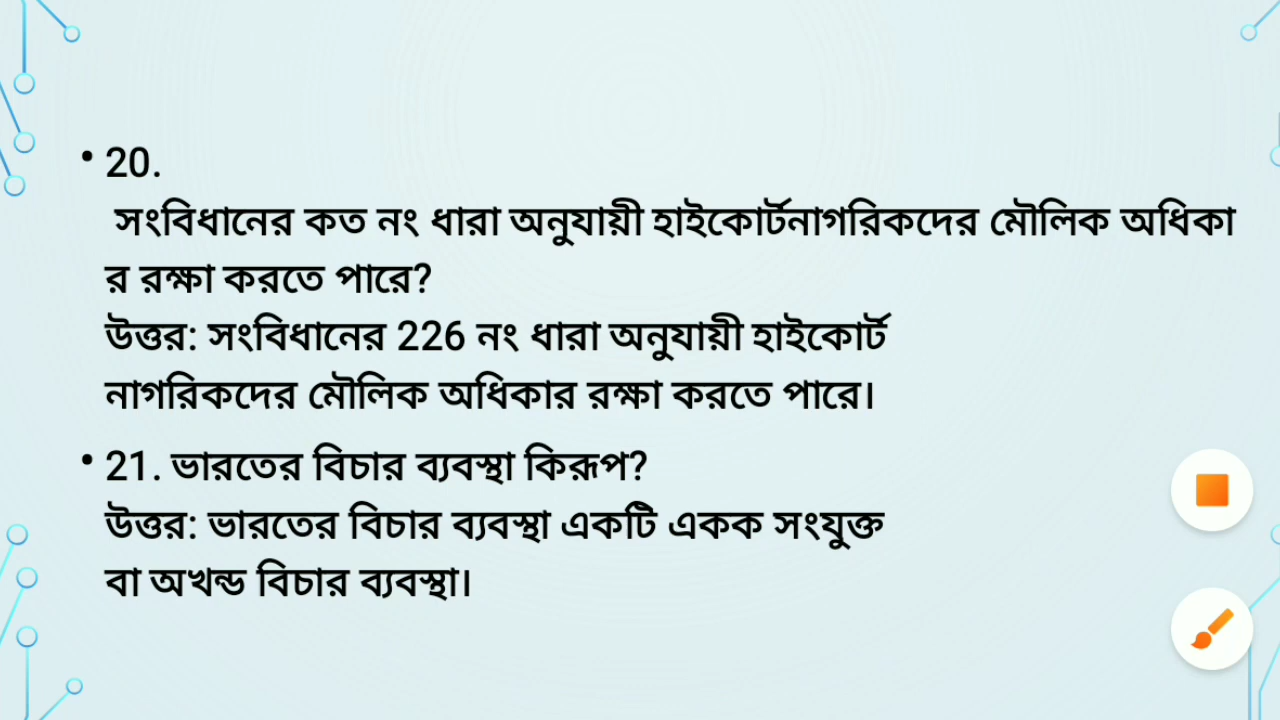 • 20.
সংবিধানের কত নং ধারা অনুযায়ী হাইকোর্টনাগরিকদের মৌলিক অধিকা
র রক্ষা করতে পারে?
উত্তর: সংবিধানের 226 নং ধারা অনুযায়ী হাইকোর্ট
নাগরিকদের মৌলিক অধিকার রক্ষা করতে পারে।
• 21. ভারতের বিচার ব্যবস্থা কিরূপ?
উত্তর: ভারতের বিচার ব্যবস্থা একটি একক সংযুক্ত
বা অখন্ড বিচার ব্যবস্থা।